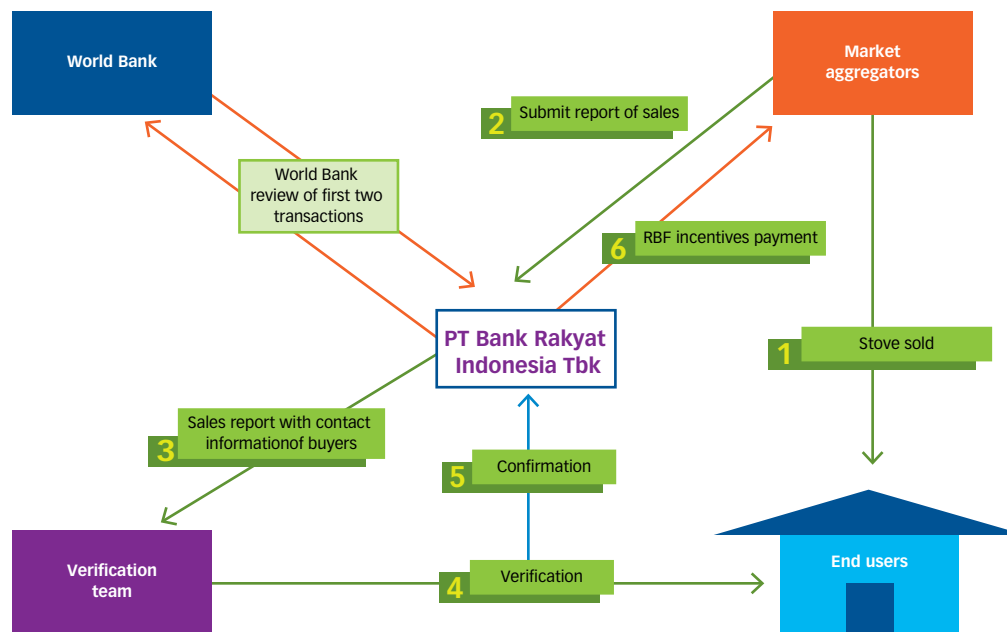 World Bank
Market
aggregators
2
Submit report of sales
World Bank
review of first two
transactions
6
RBF incentives payment
PT Bank Rakyat
Indonesia Tbk
1
Stove sold
3
Sales report with contact
informationof buyers
5
Confirmation
Verification
team
4
Verification
End users